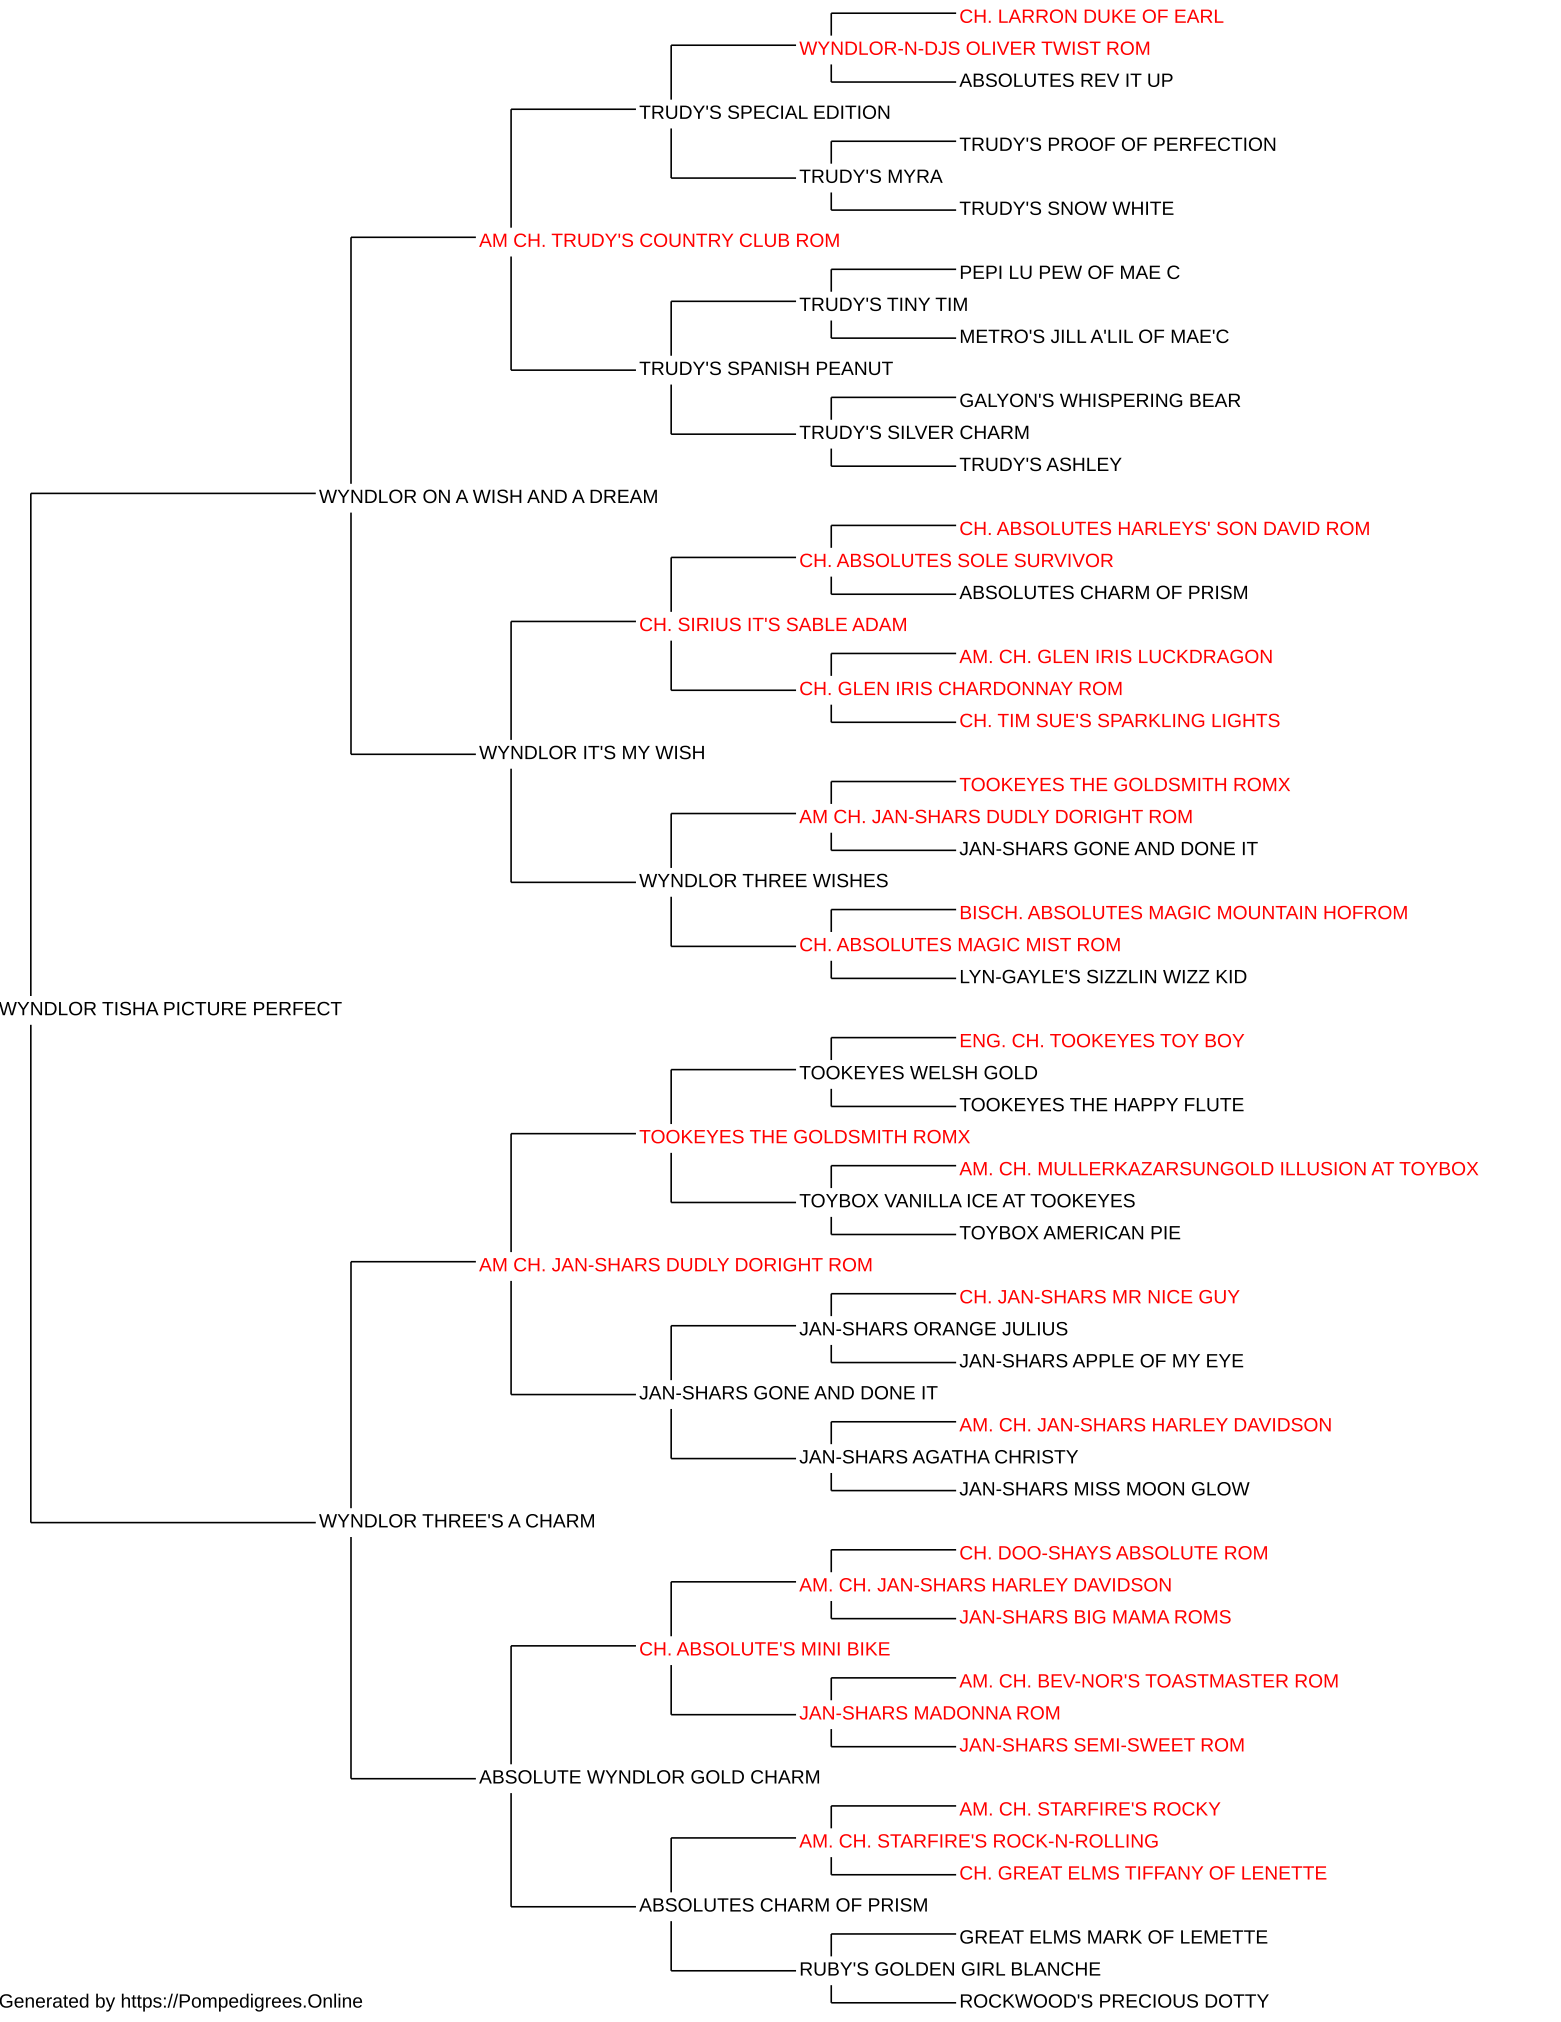 CH. LARRON DUKE OF EARL
WYNDLOR-N-DJS OLIVER TWIST ROM
ABSOLUTES REV IT UP
TRUDY'S SPECIAL EDITION
TRUDY'S PROOF OF PERFECTION
TRUDY'S MYRA
TRUDY'S SNOW WHITE
AM CH. TRUDY'S COUNTRY CLUB ROM
PEPI LU PEW OF MAE C
TRUDY'S TINY TIM
METRO'S JILL A'LIL OF MAE'C
TRUDY'S SPANISH PEANUT
GALYON'S WHISPERING BEAR
TRUDY'S SILVER CHARM
TRUDY'S ASHLEY
WYNDLOR ON A WISH AND A DREAM
CH. ABSOLUTES HARLEYS' SON DAVID ROM
CH. ABSOLUTES SOLE SURVIVOR
ABSOLUTES CHARM OF PRISM
CH. SIRIUS IT'S SABLE ADAM
AM. CH. GLEN IRIS LUCKDRAGON
CH. GLEN IRIS CHARDONNAY ROM
CH. TIM SUE'S SPARKLING LIGHTS
WYNDLOR IT'S MY WISH
TOOKEYES THE GOLDSMITH ROMX
AM CH. JAN-SHARS DUDLY DORIGHT ROM
JAN-SHARS GONE AND DONE IT
WYNDLOR THREE WISHES
BISCH. ABSOLUTES MAGIC MOUNTAIN HOFROM
CH. ABSOLUTES MAGIC MIST ROM
LYN-GAYLE'S SIZZLIN WIZZ KID
WYNDLOR TISHA PICTURE PERFECT
ENG. CH. TOOKEYES TOY BOY
TOOKEYES WELSH GOLD
TOOKEYES THE HAPPY FLUTE
TOOKEYES THE GOLDSMITH ROMX
AM. CH. MULLERKAZARSUNGOLD ILLUSION AT TOYBOX
TOYBOX VANILLA ICE AT TOOKEYES
TOYBOX AMERICAN PIE
AM CH. JAN-SHARS DUDLY DORIGHT ROM
CH. JAN-SHARS MR NICE GUY
JAN-SHARS ORANGE JULIUS
JAN-SHARS APPLE OF MY EYE
JAN-SHARS GONE AND DONE IT
AM. CH. JAN-SHARS HARLEY DAVIDSON
JAN-SHARS AGATHA CHRISTY
JAN-SHARS MISS MOON GLOW
WYNDLOR THREE'S A CHARM
CH. DOO-SHAYS ABSOLUTE ROM
AM. CH. JAN-SHARS HARLEY DAVIDSON
JAN-SHARS BIG MAMA ROMS
CH. ABSOLUTE'S MINI BIKE
AM. CH. BEV-NOR'S TOASTMASTER ROM
JAN-SHARS MADONNA ROM
JAN-SHARS SEMI-SWEET ROM
ABSOLUTE WYNDLOR GOLD CHARM
AM. CH. STARFIRE'S ROCKY
AM. CH. STARFIRE'S ROCK-N-ROLLING
CH. GREAT ELMS TIFFANY OF LENETTE
ABSOLUTES CHARM OF PRISM
GREAT ELMS MARK OF LEMETTE
RUBY'S GOLDEN GIRL BLANCHE
ROCKWOOD'S PRECIOUS DOTTY
Generated by https://Pompedigrees.Online